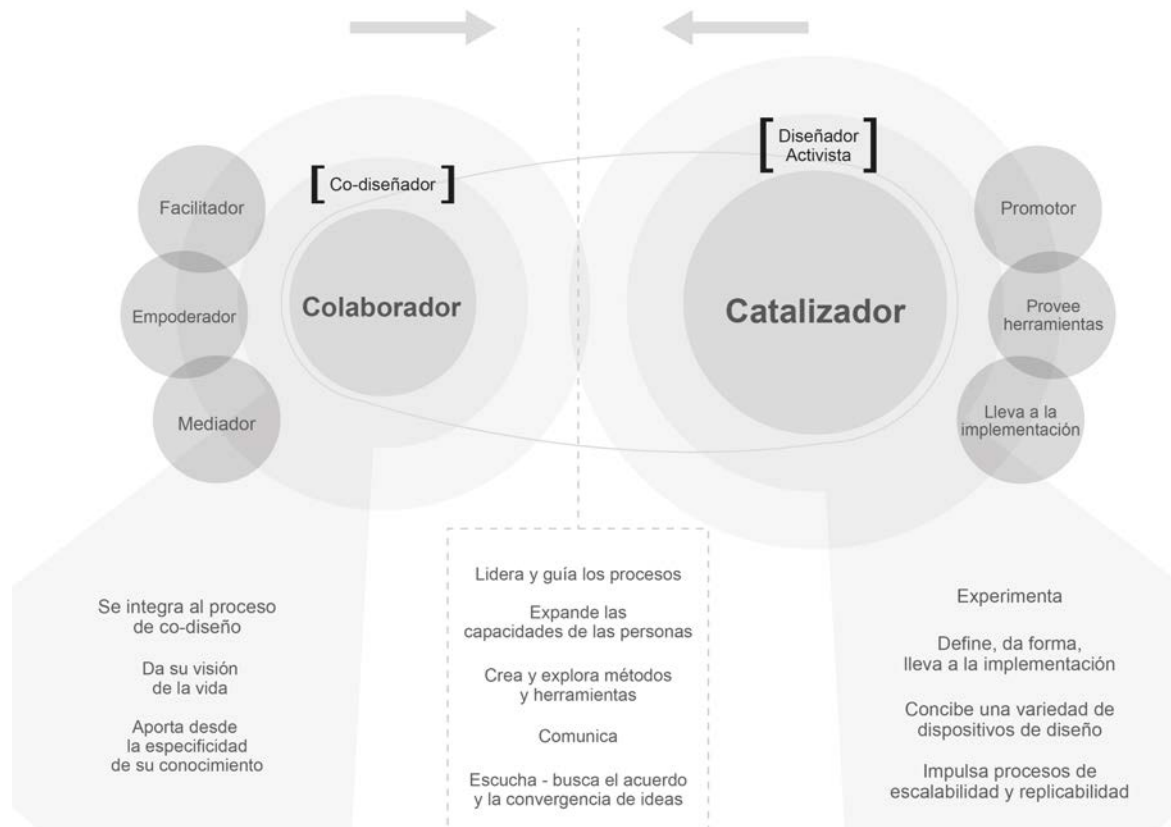 [ Co-diseñador ]
[ Diseñador
Activista ]
Facilitador
Empoderador
Mediador
Colaborador
Catalizador
Promotor
Provee
herramientas
Lleva a la
implementación
Se integra al proceso
de co-diseño
Da su visión
de la vida
Aporta desde
la especificidad
de su conocimiento
Lidera y guía los procesos
Expande las
capacidades de las personas
Crea y explora métodos
y herramientas
Comunica
Escucha - busca el acuerdo
y la convergencia de ideas
Experimenta
Define, da forma,
lleva a la implementación
Concibe una variedad de
dispositivos de diseño
Impulsa procesos de
escalabilidad y replicabilidad